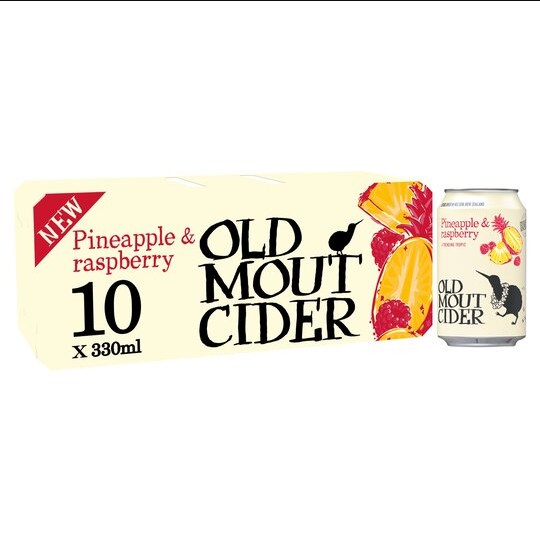 NEW
Pineapple &
raspberry
10
X 330ml
OLD
MOUT
CIDER
Pineapple &
raspberry
OLD
MOUT
CIDER